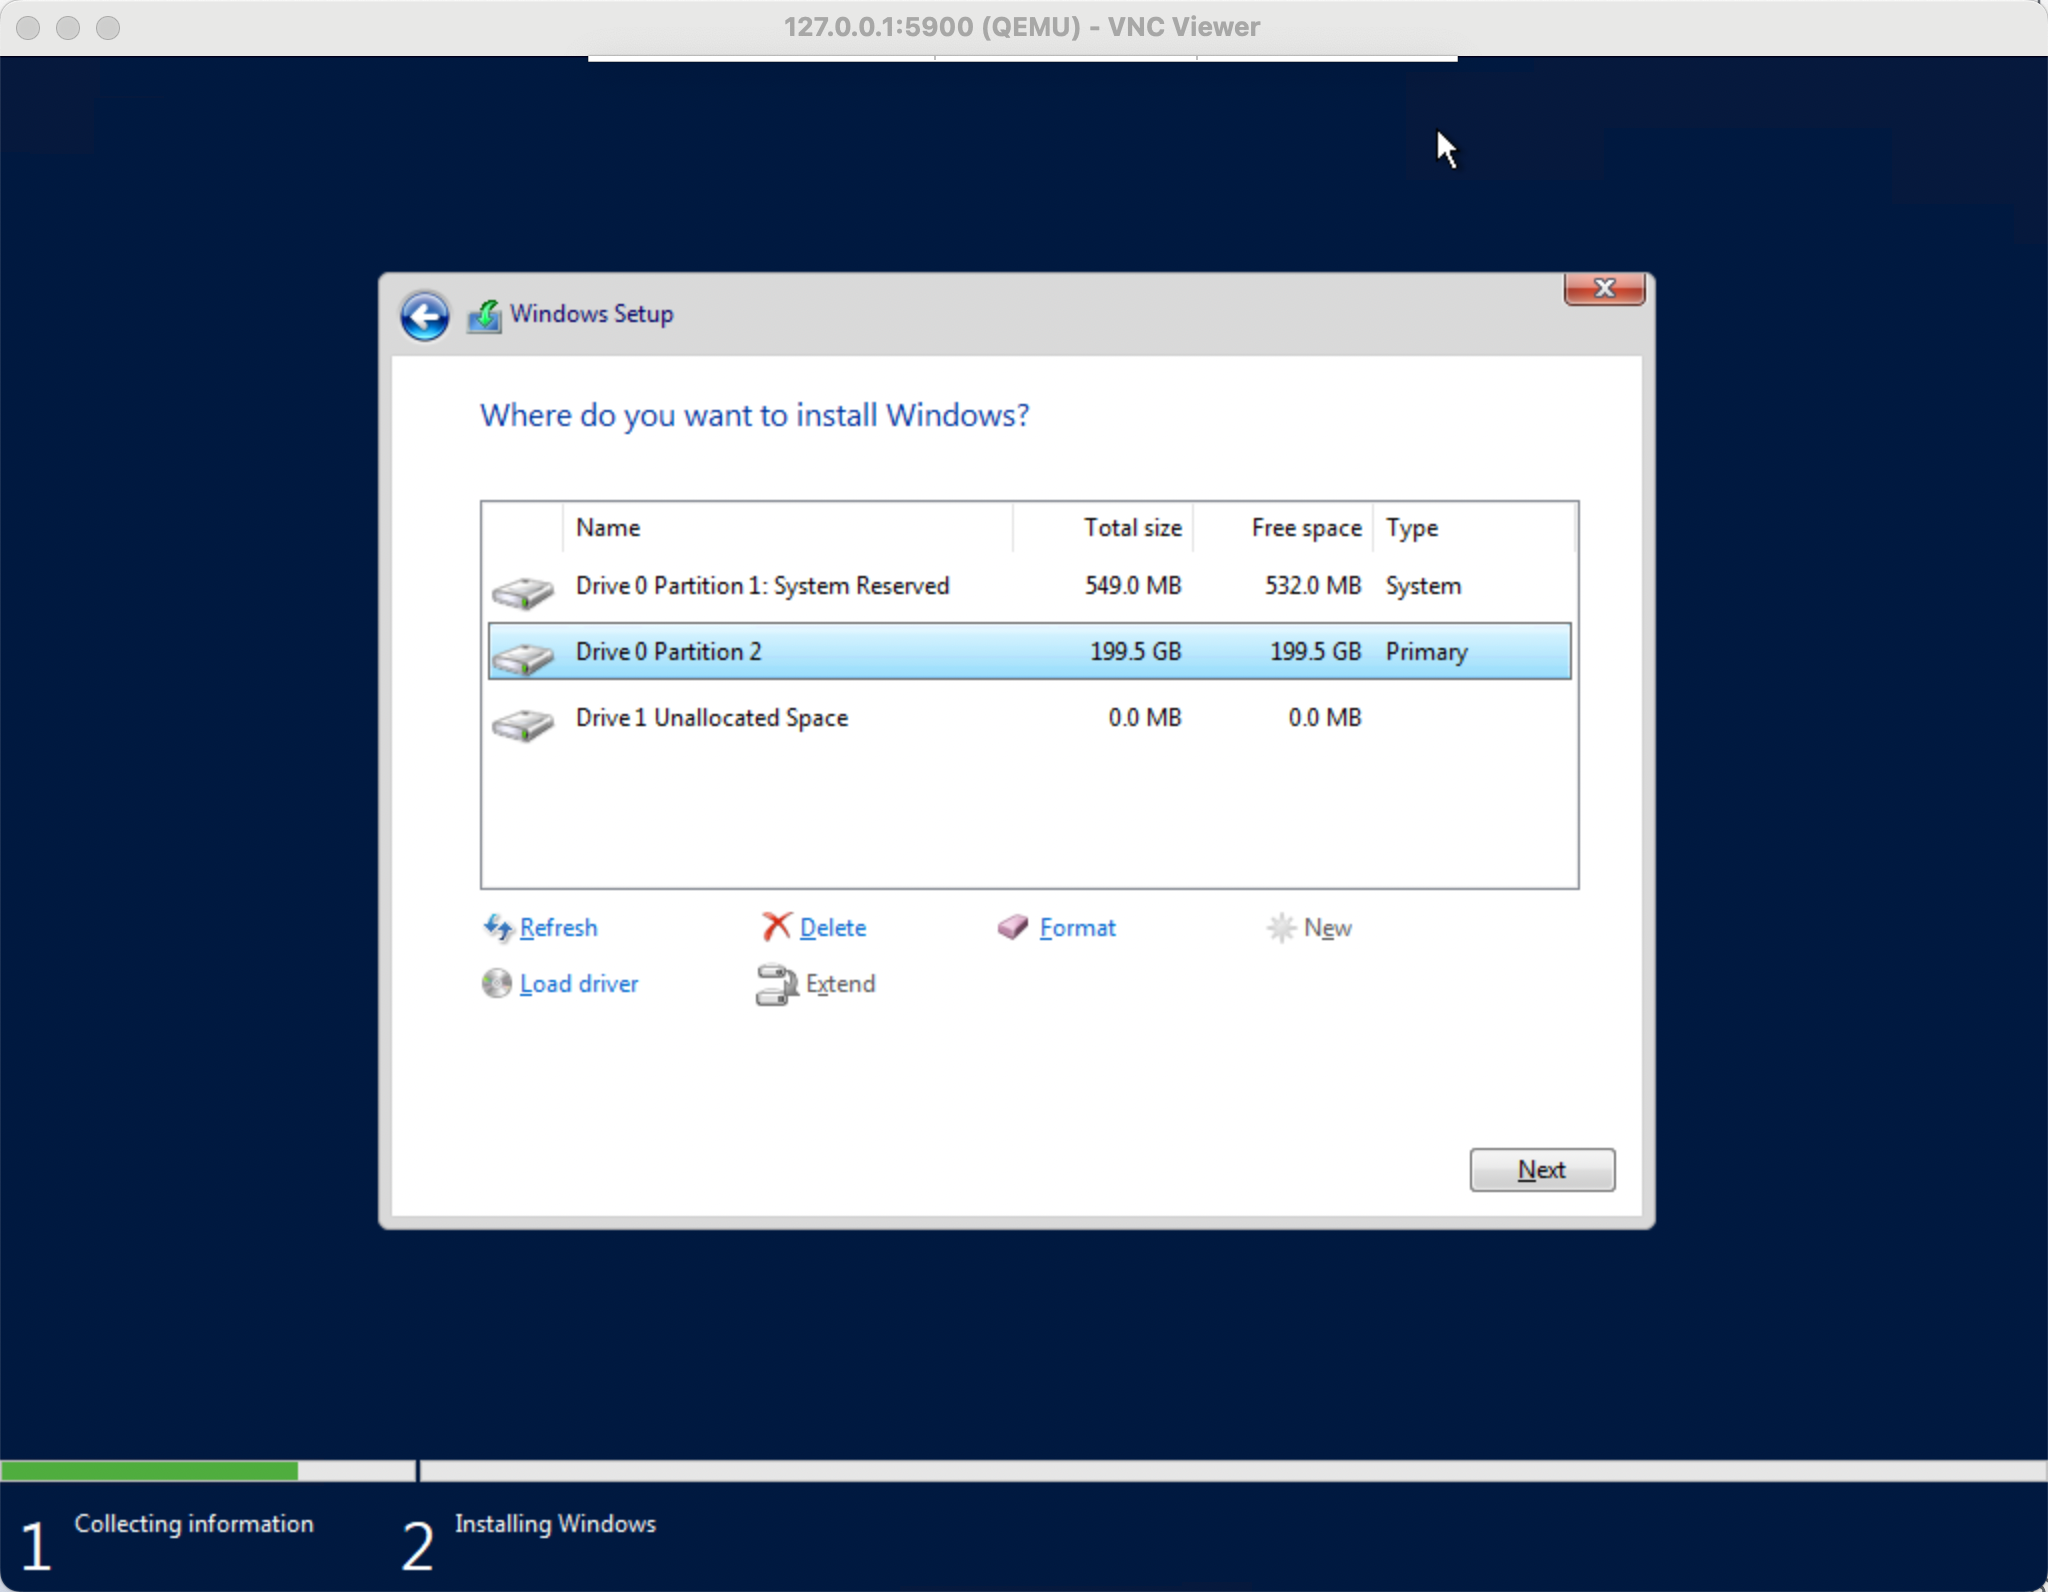 127.0.0.1:5900 (QEMU) - VNC Viewer
Windows Setup
Where do you want to install Windows?
Name Total size Free space Type
Drive 0 Partition 1: System Reserved 549.0 MB 532.0 MB System
Drive 0 Partition 2 199.5 GB 199.5 GB Primary
Drive 1 Unallocated Space 0.0 MB 0.0 MB
Refresh Delete Format New
Load driver Extend
Next
1 Collecting information 2 Installing Windows